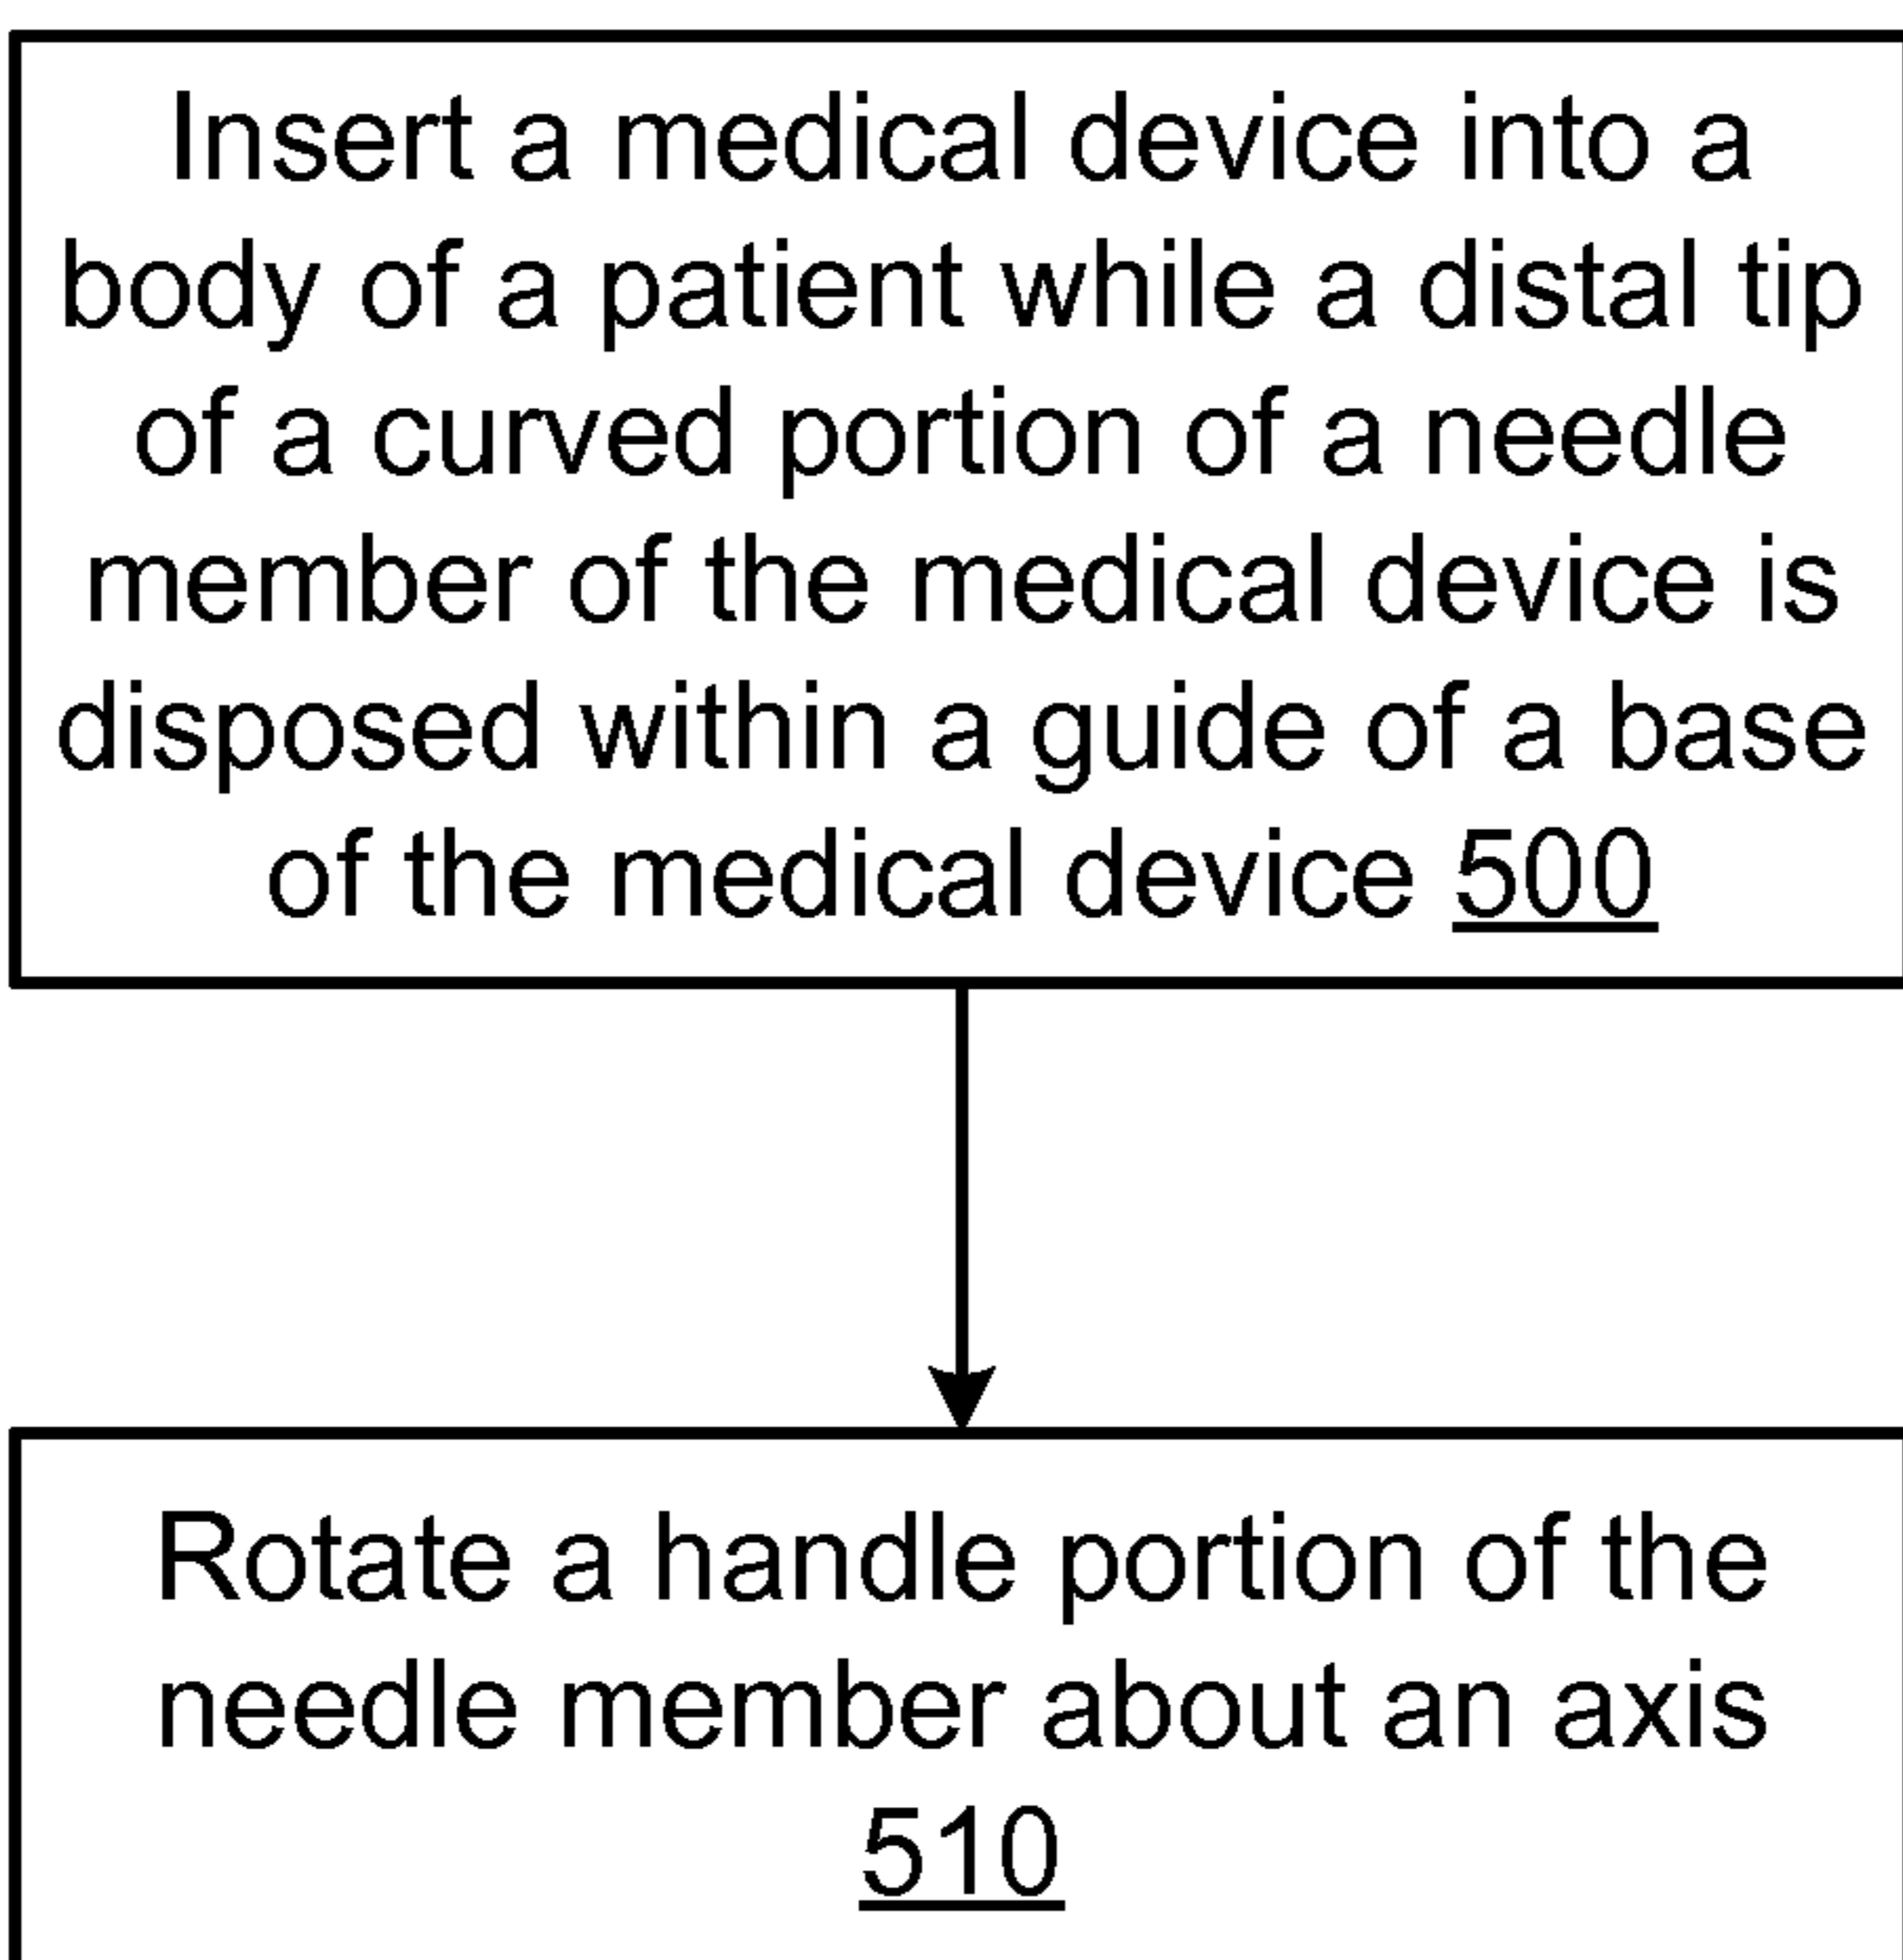 Insert a medical device into a
body of a patient while a distal tip
of a curved portion of a needle
member of the medical device is
disposed within a guide of a base
of the medical device 500
Rotate a handle portion of the
needle member about an axis
510